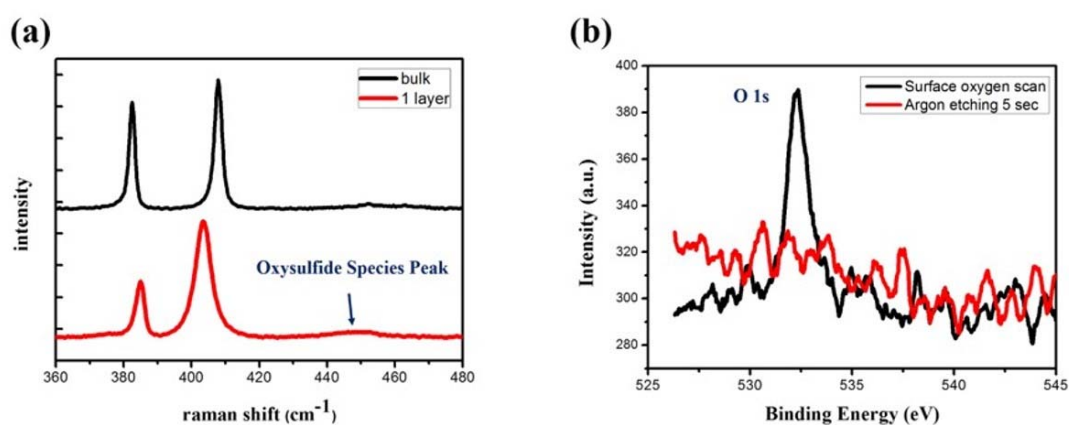 (a)
bulk
1 layer
intensity
Oxysulfide Species Peak
360 380 400 420 440 460 480
raman shift (cm⁻¹)
(b)
400
380
360
340
320
300
280
Intensity (a.u.)
O 1s
Surface oxygen scan
Argon etching 5 sec
525 530 535 540 545
Binding Energy (eV)